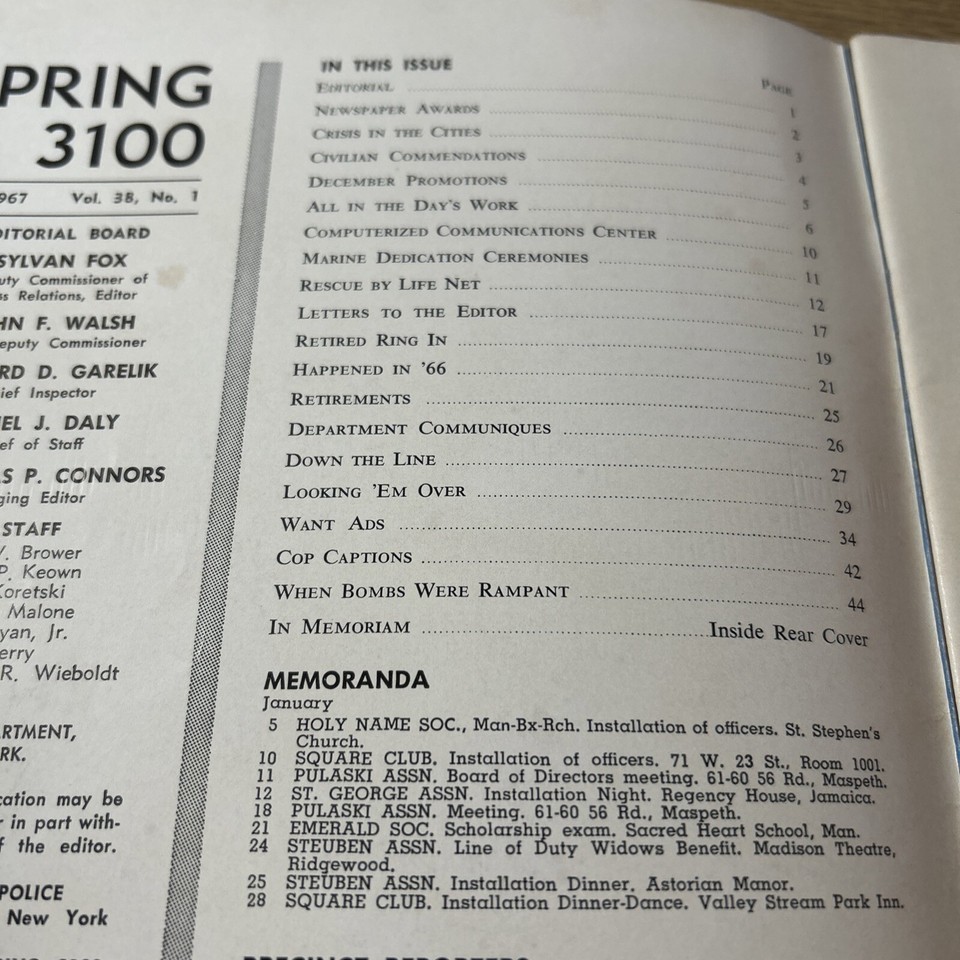 PRING
3100
967 Vol. 38, No. 1
DITORIAL BOARD
SYLVAN FOX
uty Commissioner of
ss Relations, Editor
HN F. WALSH
eputy Commissioner
RD D. GARELIK
ief Inspector
EL J. DALY
ef of Staff
S P. CONNORS
ging Editor
STAFF
V. Brower
P. Keown
Koretski
Malone
yan, Jr.
erry
R. Wieboldt
ARTMENT,
RK.
cation may be
r in part with-
f the editor.
POLICE
New York
IN THIS ISSUE
PAGE
EDITORIAL 1
NEWSPAPER AWARDS 2
CRISIS IN THE CITIES 3
CIVILIAN COMMENDATIONS 4
DECEMBER PROMOTIONS 5
ALL IN THE DAY'S WORK 6
COMPUTERIZED COMMUNICATIONS CENTER 10
MARINE DEDICATION CEREMONIES 11
RESCUE BY LIFE NET 12
LETTERS TO THE EDITOR 17
RETIRED RING IN 19
HAPPENED IN '66 21
RETIREMENTS 25
DEPARTMENT COMMUNIQUES 26
DOWN THE LINE 27
LOOKING 'EM OVER 29
WANT ADS 34
COP CAPTIONS 42
WHEN BOMBS WERE RAMPANT 44
IN MEMORIAM Inside Rear Cover
MEMORANDA
January
5 HOLY NAME SOC., Man-Bx-Rch. Installation of officers. St. Stephen's
Church.
10 SQUARE CLUB. Installation of officers. 71 W. 23 St., Room 1001.
11 PULASKI ASSN. Board of Directors meeting. 61-60 56 Rd., Maspeth.
12 ST. GEORGE ASSN. Installation Night. Regency House, Jamaica.
18 PULASKI ASSN. Meeting. 61-60 56 Rd., Maspeth.
21 EMERALD SOC. Scholarship exam. Sacred Heart School, Man.
24 STEUBEN ASSN. Line of Duty Widows Benefit. Madison Theatre,
Ridgewood.
25 STEUBEN ASSN. Installation Dinner. Astorian Manor.
28 SQUARE CLUB. Installation Dinner-Dance. Valley Stream Park Inn.
PRECINCT REPORTERS